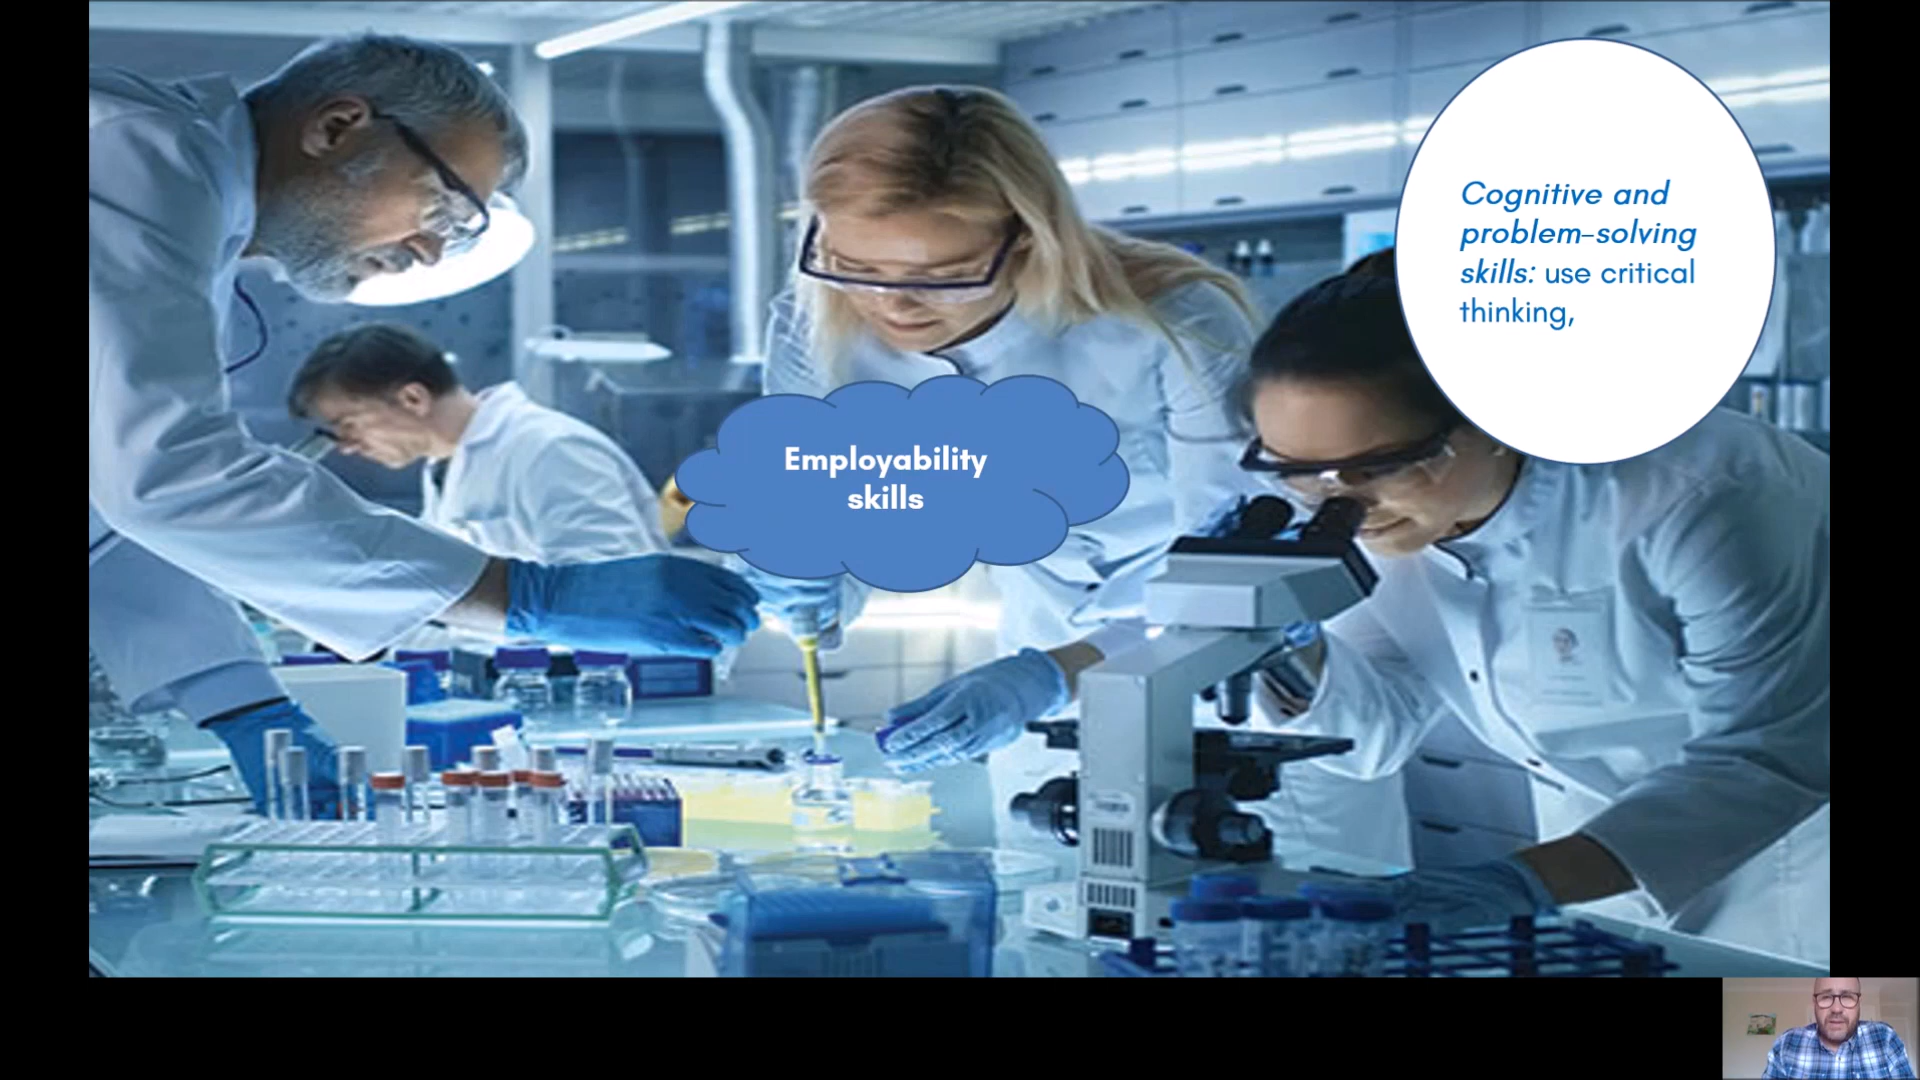 Cognitive and
problem-solving
skills: use critical
thinking,
Employability
skills